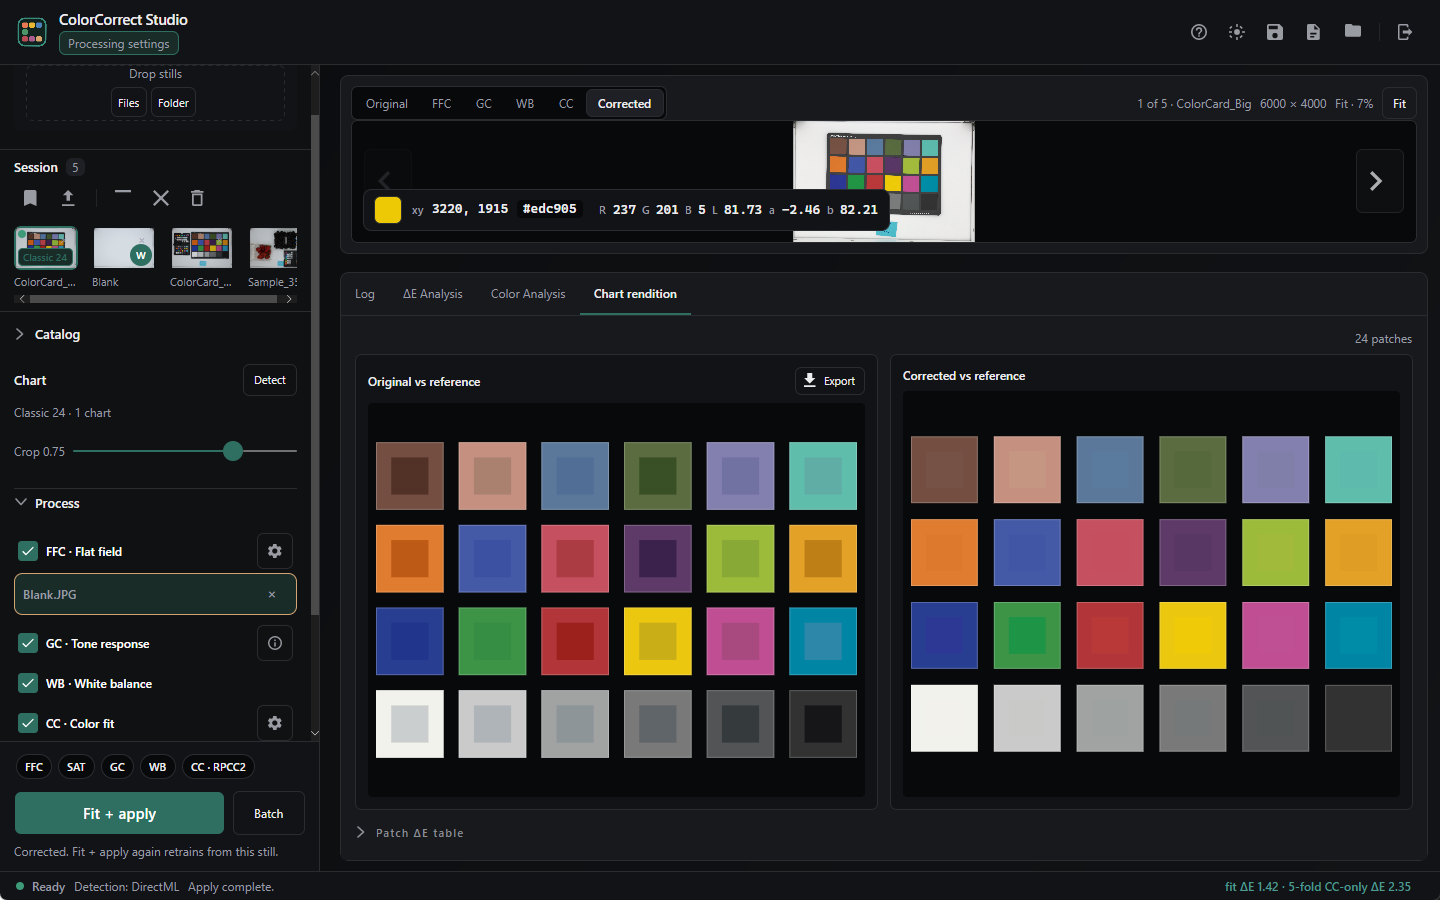 ColorCorrect Studio
Processing settings
Drop stills
Files Folder
Session 5
Classic 24
W
ColorCard_... Blank ColorCard_... Sample_35
Catalog
Chart Detect
Classic 24 · 1 chart
Crop 0.75
Process
FFC · Flat field
Blank.JPG ×
GC · Tone response
WB · White balance
CC · Color fit
FFC SAT GC WB CC · RPCC2
Fit + apply Batch
Corrected. Fit + apply again retrains from this still.
Original FFC GC WB CC Corrected 1 of 5 · ColorCard_Big 6000 × 4000 Fit · 7% Fit
xy 3220, 1915 #edc905 R 237 G 201 B 5 L 81.73 a −2.46 b 82.21
Log ΔE Analysis Color Analysis Chart rendition
24 patches
Original vs reference Export
Corrected vs reference
Patch ΔE table
Ready Detection: DirectML Apply complete. fit ΔE 1.42 · 5-fold CC-only ΔE 2.35